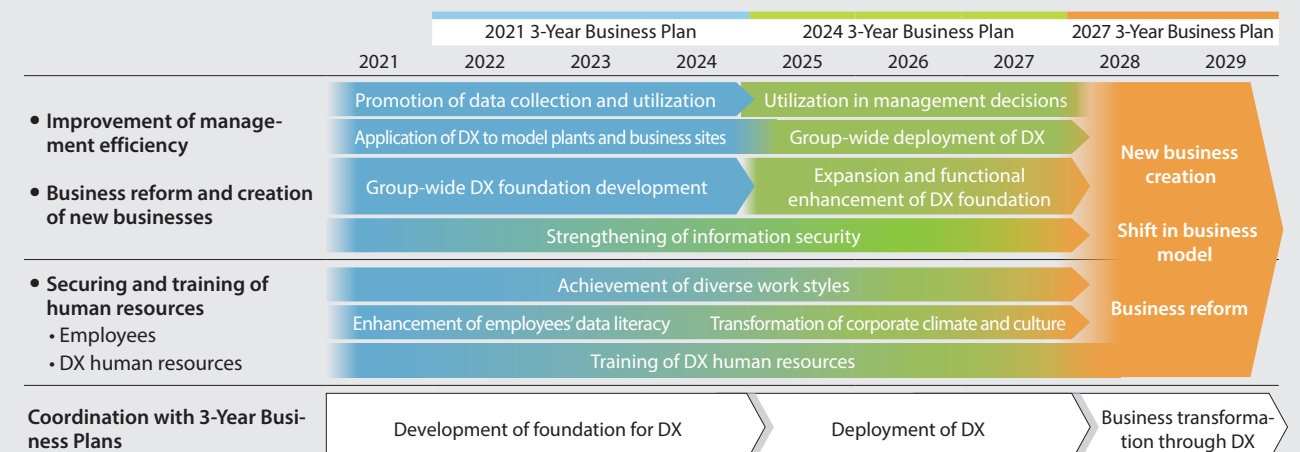 2021 3-Year Business Plan
2024 3-Year Business Plan
2027 3-Year Business Plan
2021
2022
2023
2024
2025
2026
2027
2028
2029
• Improvement of manage-
ment efficiency
• Business reform and creation
of new businesses
Promotion of data collection and utilization
Utilization in management decisions
Application of DX to model plants and business sites
Group-wide deployment of DX
Group-wide DX foundation development
Expansion and functional
enhancement of DX foundation
Strengthening of information security
• Securing and training of
human resources
• Employees
• DX human resources
Achievement of diverse work styles
Enhancement of employees’ data literacy
Transformation of corporate climate and culture
Training of DX human resources
New business
creation
Shift in business
model
Business reform
Coordination with 3-Year Busi-
ness Plans
Development of foundation for DX
Deployment of DX
Business transforma-
tion through DX